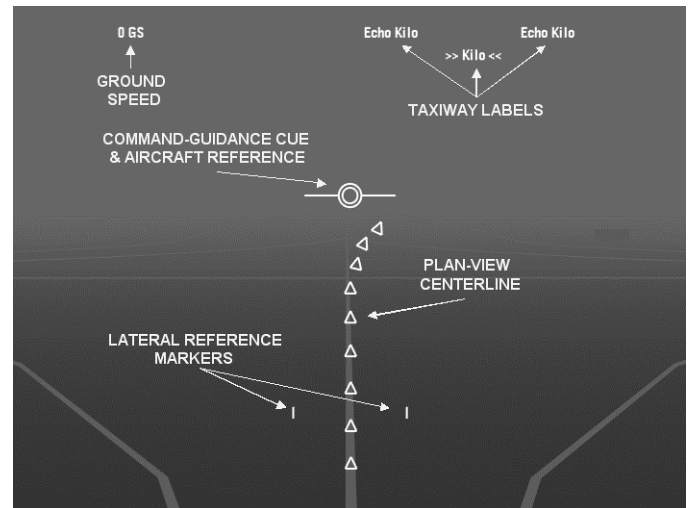 0 GS
Echo Kilo
Echo Kilo
>> Kilo <<
GROUND
SPEED
TAXIWAY LABELS
COMMAND-GUIDANCE CUE
& AIRCRAFT REFERENCE
PLAN-VIEW
CENTERLINE
LATERAL REFERENCE
MARKERS